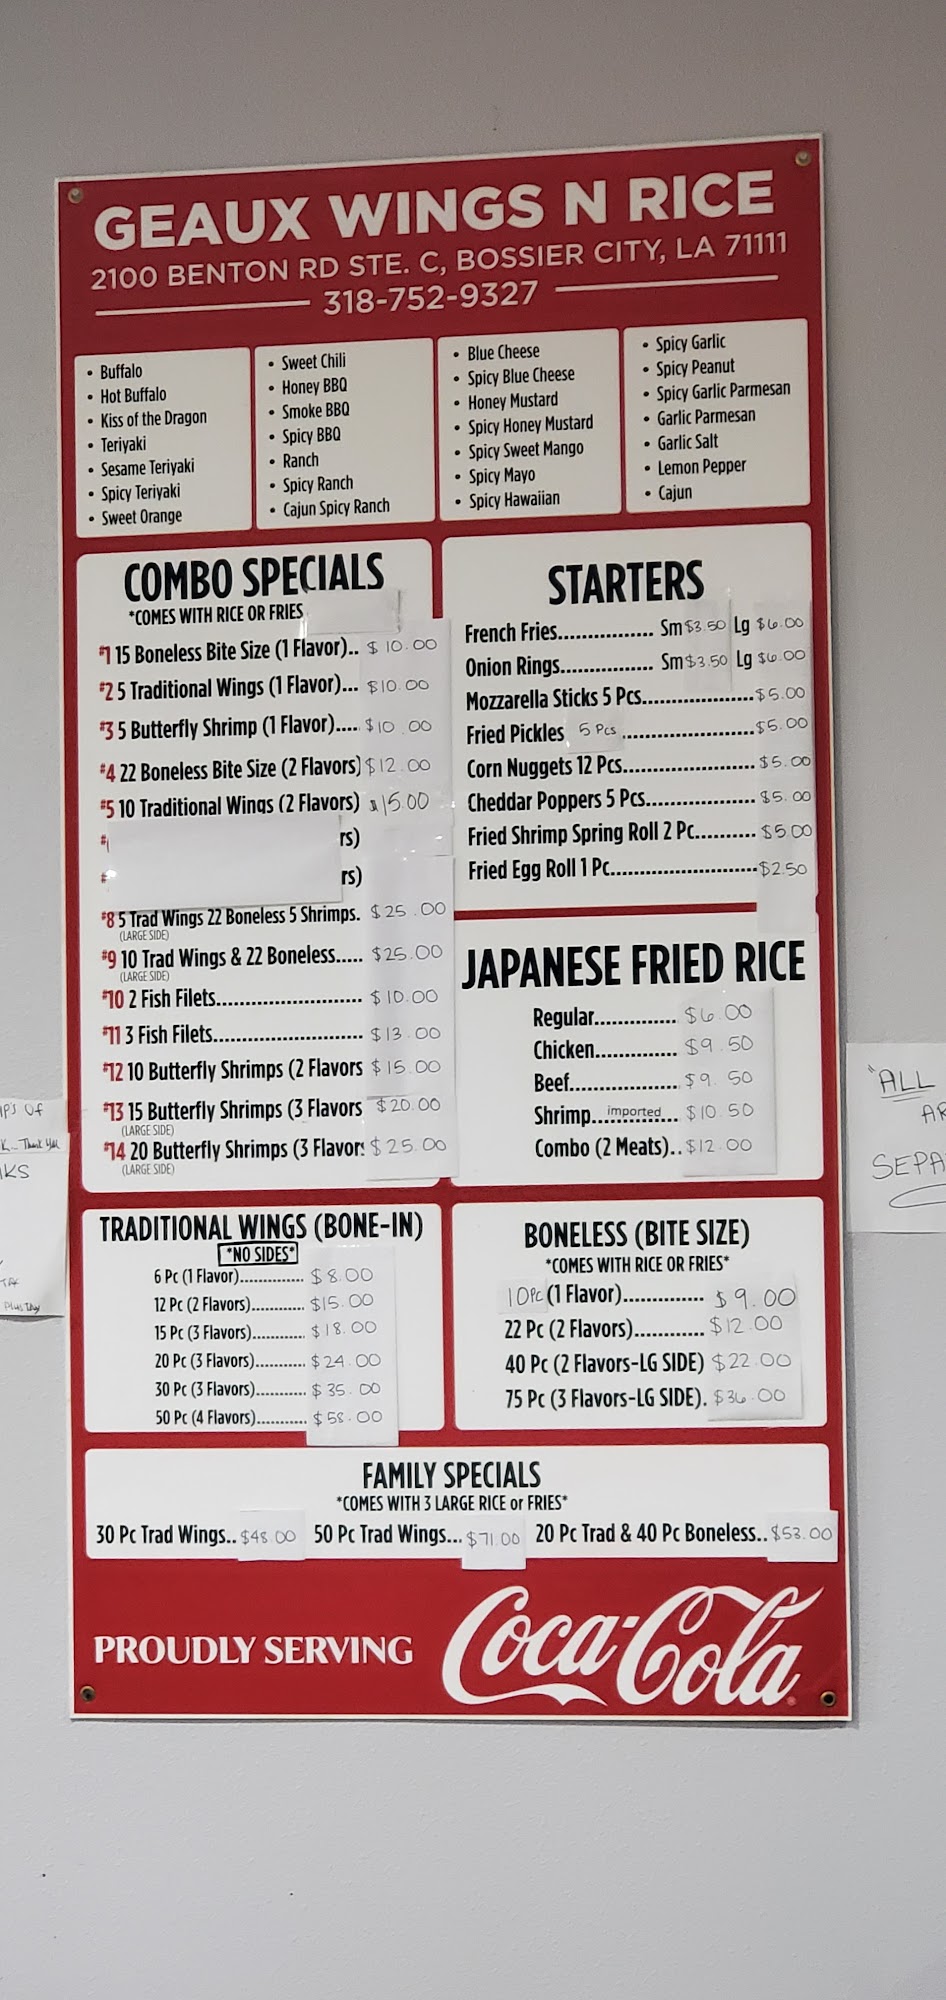 GEAUX WINGS N RICE
2100 BENTON RD STE. C, BOSSIER CITY, LA 71111
318-752-9327
• Buffalo
• Hot Buffalo
• Kiss of the Dragon
• Teriyaki
• Sesame Teriyaki
• Spicy Teriyaki
• Sweet Orange
• Sweet Chili
• Honey BBQ
• Smoke BBQ
• Spicy BBQ
• Ranch
• Spicy Ranch
• Cajun Spicy Ranch
• Blue Cheese
• Spicy Blue Cheese
• Honey Mustard
• Spicy Honey Mustard
• Spicy Sweet Mango
• Spicy Mayo
• Spicy Hawaiian
• Spicy Garlic
• Spicy Peanut
• Spicy Garlic Parmesan
• Garlic Parmesan
• Garlic Salt
• Lemon Pepper
• Cajun
COMBO SPECIALS
*COMES WITH RICE OR FRIES
#1 15 Boneless Bite Size (1 Flavor).. $10.00
#2 5 Traditional Wings (1 Flavor)... $10.00
#3 5 Butterfly Shrimp (1 Flavor)..... $10.00
#4 22 Boneless Bite Size (2 Flavors) $12.00
#5 10 Traditional Wings (2 Flavors) $15.00
rs)
rs)
#8 5 Trad Wings 22 Boneless 5 Shrimps. $25.00
(LARGE SIDE)
#9 10 Trad Wings & 22 Boneless..... $25.00
(LARGE SIDE)
#10 2 Fish Filets............................ $10.00
#11 3 Fish Filets............................ $13.00
#12 10 Butterfly Shrimps (2 Flavors $15.00
#13 15 Butterfly Shrimps (3 Flavors $20.00
(LARGE SIDE)
#14 20 Butterfly Shrimps (3 Flavors $25.00
(LARGE SIDE)
STARTERS
French Fries................ Sm $3.50 Lg $6.00
Onion Rings................ Sm $3.50 Lg $6.00
Mozzarella Sticks 5 Pcs................... $5.00
Fried Pickles 5 Pcs ...................... $5.00
Corn Nuggets 12 Pcs...................... $5.00
Cheddar Poppers 5 Pcs................... $5.00
Fried Shrimp Spring Roll 2 Pc.......... $5.00
Fried Egg Roll 1 Pc......................... $2.50
JAPANESE FRIED RICE
Regular.............. $6.00
Chicken.............. $9.50
Beef................... $9.50
Shrimp...imported... $10.50
Combo (2 Meats).. $12.00
TRADITIONAL WINGS (BONE-IN)
*NO SIDES*
6 Pc (1 Flavor)............. $8.00
12 Pc (2 Flavors)........... $15.00
15 Pc (3 Flavors)........... $18.00
20 Pc (3 Flavors).......... $24.00
30 Pc (3 Flavors).......... $35.00
50 Pc (4 Flavors).......... $58.00
BONELESS (BITE SIZE)
*COMES WITH RICE OR FRIES*
10Pc (1 Flavor).............. $9.00
22 Pc (2 Flavors)............ $12.00
40 Pc (2 Flavors-LG SIDE) $22.00
75 Pc (3 Flavors-LG SIDE). $36.00
FAMILY SPECIALS
*COMES WITH 3 LARGE RICE or FRIES*
30 Pc Trad Wings.. $48.00 50 Pc Trad Wings... $71.00 20 Pc Trad & 40 Pc Boneless.. $53.00
PROUDLY SERVING Coca-Cola
"ALL
AR
SEPA
Thank You